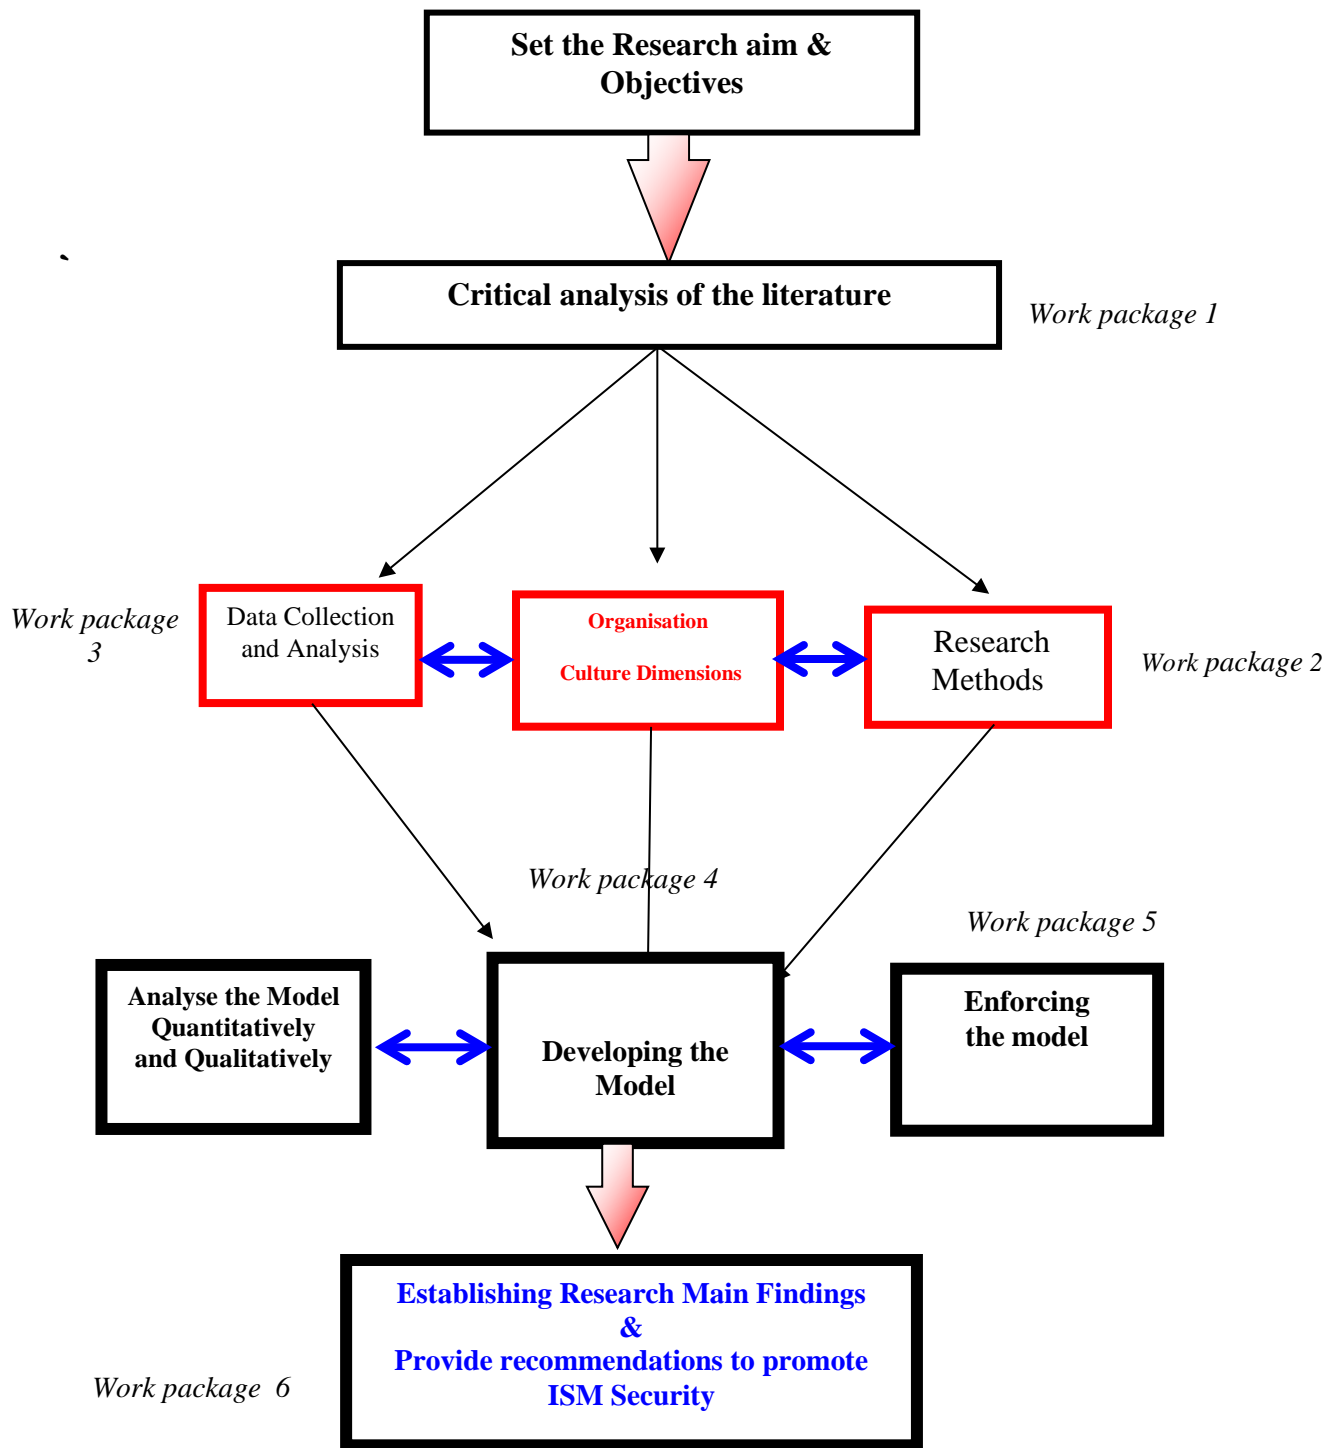 Set the Research aim &
Objectives
Critical analysis of the literature
Work package 1
Work package
3
Data Collection
and Analysis
Organisation
Culture Dimensions
Research
Methods
Work package 2
Work package 4
Work package 5
Analyse the Model
Quantitatively
and Qualitatively
Developing the
Model
Enforcing
the model
Establishing Research Main Findings
&
Provide recommendations to promote
ISM Security
Work package 6